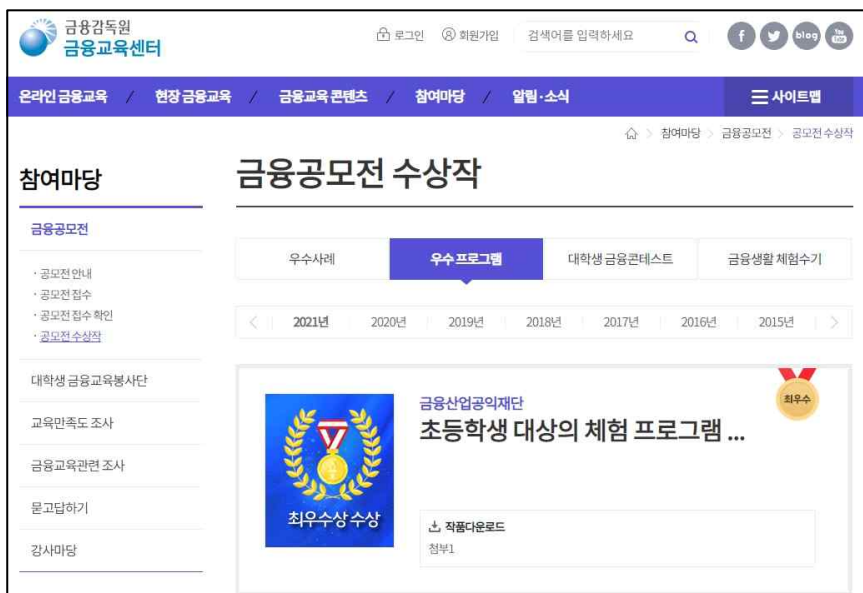 금융감독원
금융교육센터
로그인 회원가입 검색어를 입력하세요
f blog You Tube
온라인 금융교육 / 현장 금융교육 / 금융교육 콘텐츠 / 참여마당 / 알림·소식 사이트맵
> 참여마당 > 금융공모전 > 공모전 수상작
참여마당
금융공모전
· 공모전 안내
· 공모전 접수
· 공모전 접수 확인
· 공모전 수상작
대학생 금융교육봉사단
교육만족도 조사
금융교육관련 조사
묻고답하기
강사마당
금융공모전 수상작
우수사례 우수 프로그램 대학생 금융콘테스트 금융생활 체험수기
< 2021년 2020년 2019년 2018년 2017년 2016년 2015년 >
최우수상 수상
금융산업공익재단
초등학생 대상의 체험 프로그램 ...
최우수
작품다운로드
첨부1